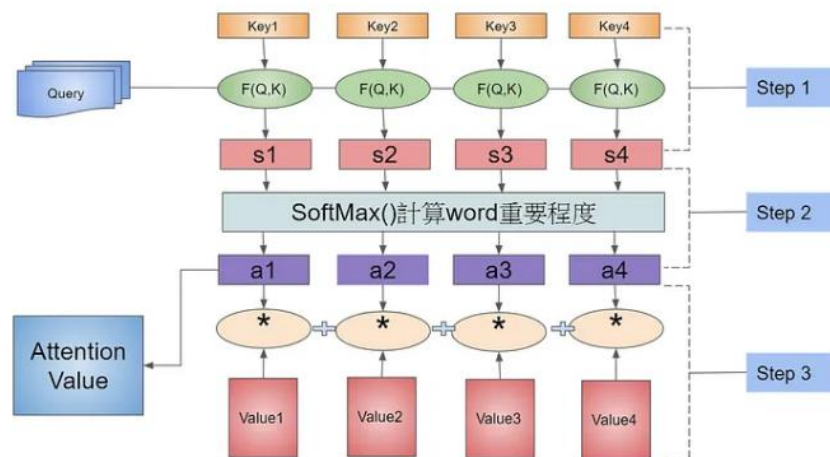 Key1 Key2 Key3 Key4
Query F(Q,K) F(Q,K) F(Q,K) F(Q,K) Step 1
s1 s2 s3 s4
SoftMax()計算word重要程度 Step 2
a1 a2 a3 a4
* * * *
+ + +
Attention
Value
Step 3
Value1 Value2 Value3 Value4